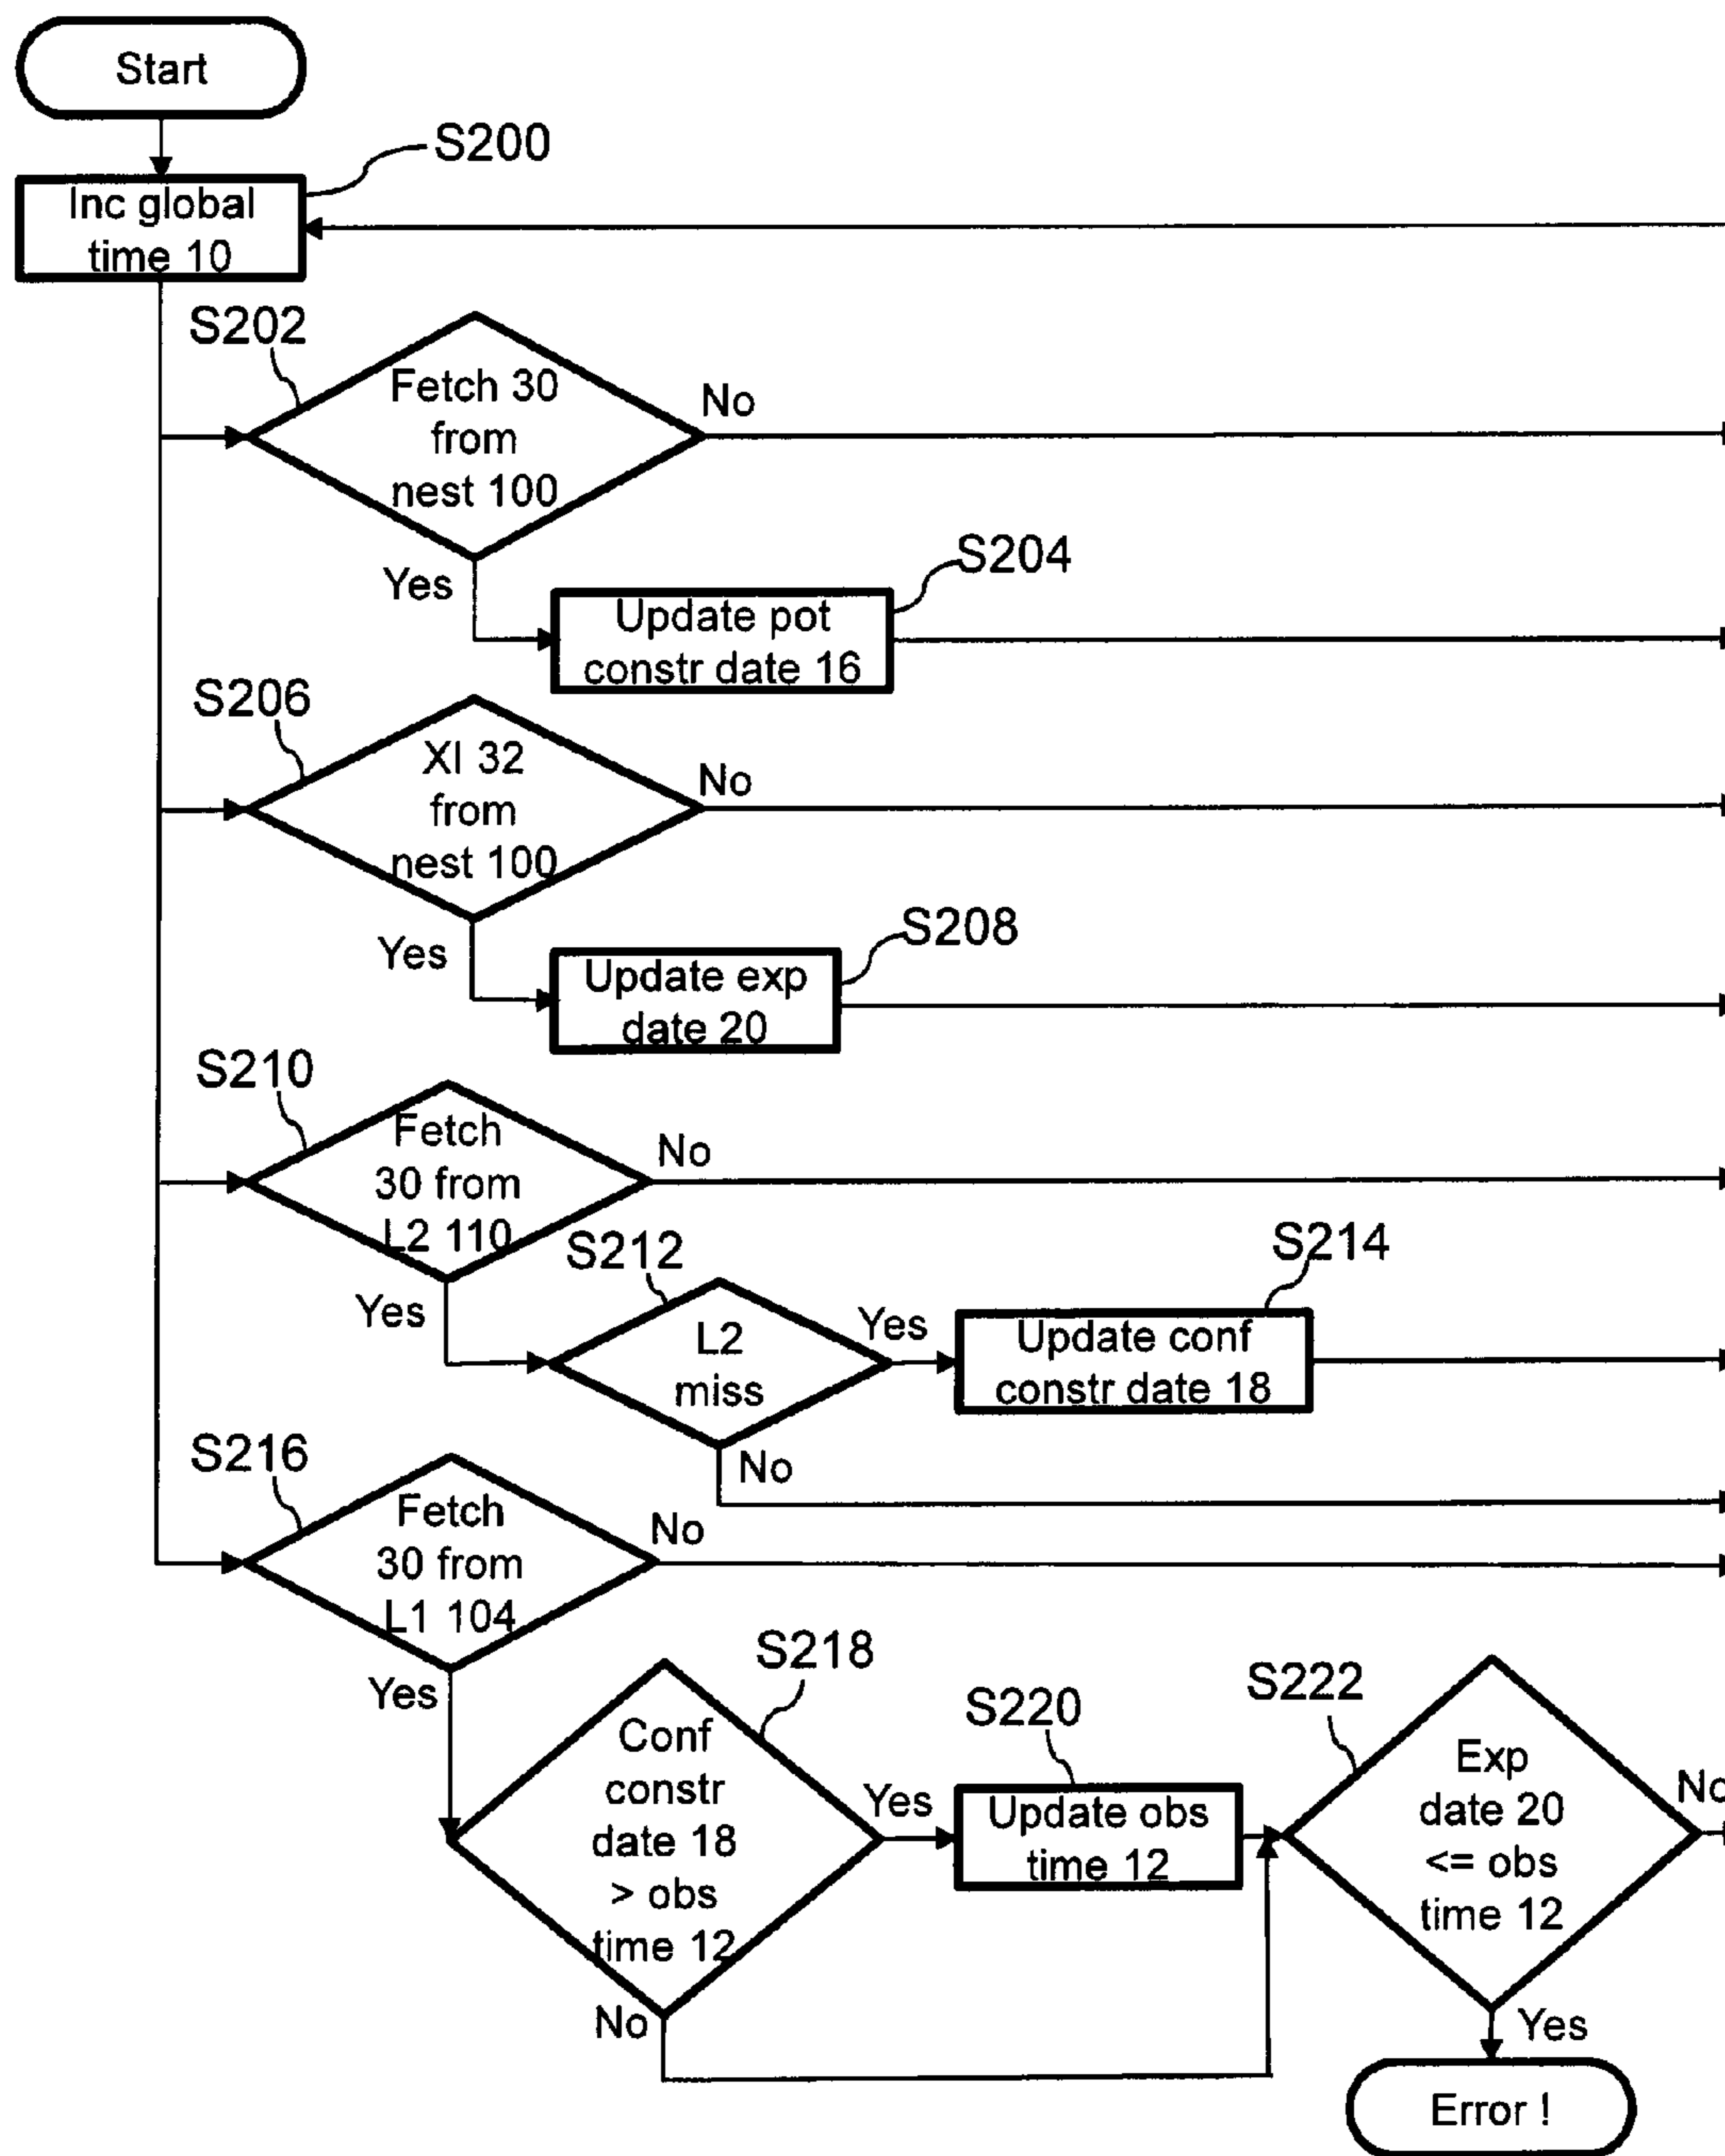 Start
S200
Inc global
time 10
S202
Fetch 30
from
nest 100
No
Yes
S204
Update pot
constr date 16
S206
XI 32
from
nest 100
No
Yes
S208
Update exp
date 20
S210
Fetch
30 from
L2 110
No
Yes
S212
L2
miss
Yes
No
S214
Update conf
constr date 18
S216
Fetch
30 from
L1 104
No
Yes
S218
Conf
constr
date 18
> obs
time 12
Yes
No
S220
Update obs
time 12
S222
Exp
date 20
<= obs
time 12
No
Yes
Error !